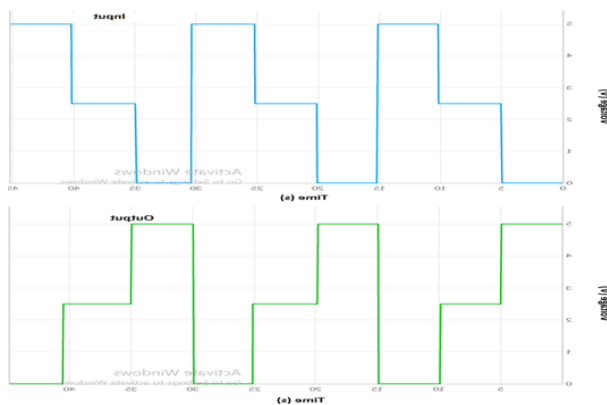 Input
5
4
3
2
1
0
Voltage (V)
45 40 35 30 25 20 15 10 5 0
Activate Windows
Go to Settings to activate Windows
Time (s)
Output
5
4
3
2
1
0
Voltage (V)
40 35 30 25 20 15 10 5
Activate Windows
Go to Settings to activate Windows
Time (s)